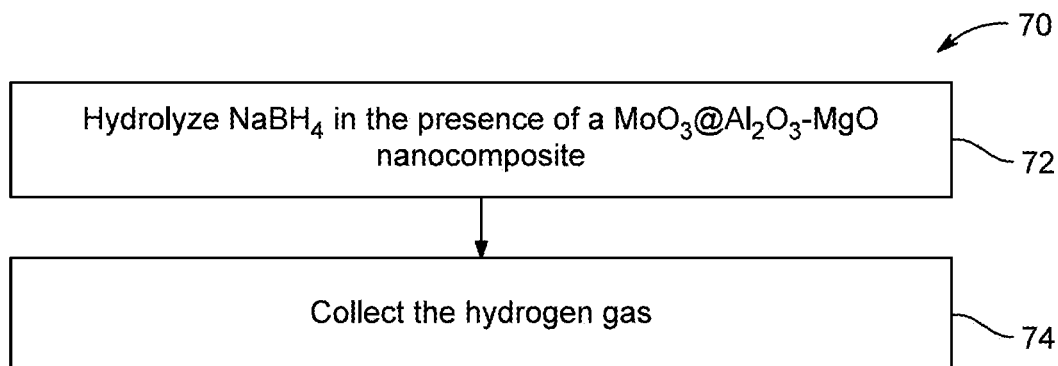 70
Hydrolyze NaBH₄ in the presence of a MoO₃@Al₂O₃-MgO
nanocomposite
72
Collect the hydrogen gas
74